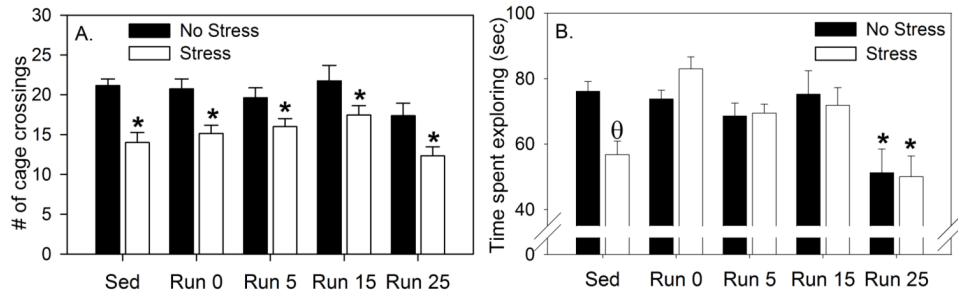 A.
No Stress
Stress
# of cage crossings
30
25
20
15
10
5
0
* * * * *
Sed Run 0 Run 5 Run 15 Run 25
B.
No Stress
Stress
Time spent exploring (sec)
80
60
40
0
θ * *
Sed Run 0 Run 5 Run 15 Run 25